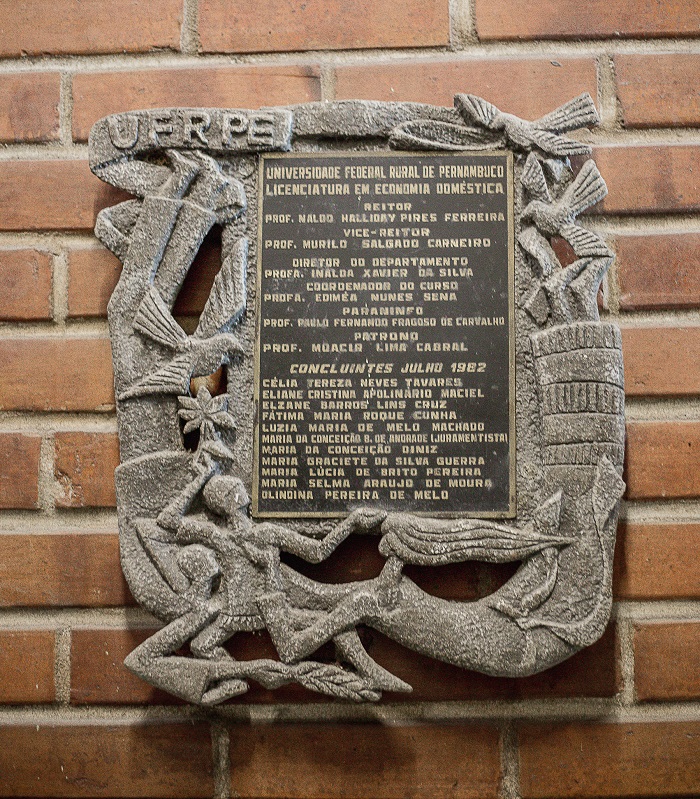 UFRPE
UNIVERSIDADE FEDERAL RURAL DE PERNAMBUCO
LICENCIATURA EM ECONOMIA DOMÉSTICA
REITOR
PROF. NALDO HALLIDAY PIRES FERREIRA
VICE-REITOR
PROF. MURILO SALGADO CARNEIRO
DIRETOR DO DEPARTAMENTO
PROFA. INALDA XAVIER DA SILVA
COORDENADOR DO CURSO
PROFA. EDIMÉA NUNES SENA
PARANINFO
PROF. PAULO FERNANDO FRAGOSO DE CARVALHO
PATRONO
PROF. MOACIR LIMA CABRAL
CONCLUINTES JULHO 1982
CÉLIA TEREZA NEVES TAVARES
ELIANE CRISTINA APOLINÁRIO MACIEL
ELZANE BARROS LINS CRUZ
FÁTIMA MARIA ROQUE CUNHA
LUZIA MARIA DE MELO MACHADO
MARIA DA CONCEIÇÃO B. DE ANDRADE (JURAMENTISTA)
MARIA DA CONCEIÇÃO DINIZ
MARIA GRACIETE DA SILVA GUERRA
MARIA LÚCIA DE BRITO PEREIRA
MARIA SELMA ARAUJO DE MOURA
OLINDINA PEREIRA DE MELO